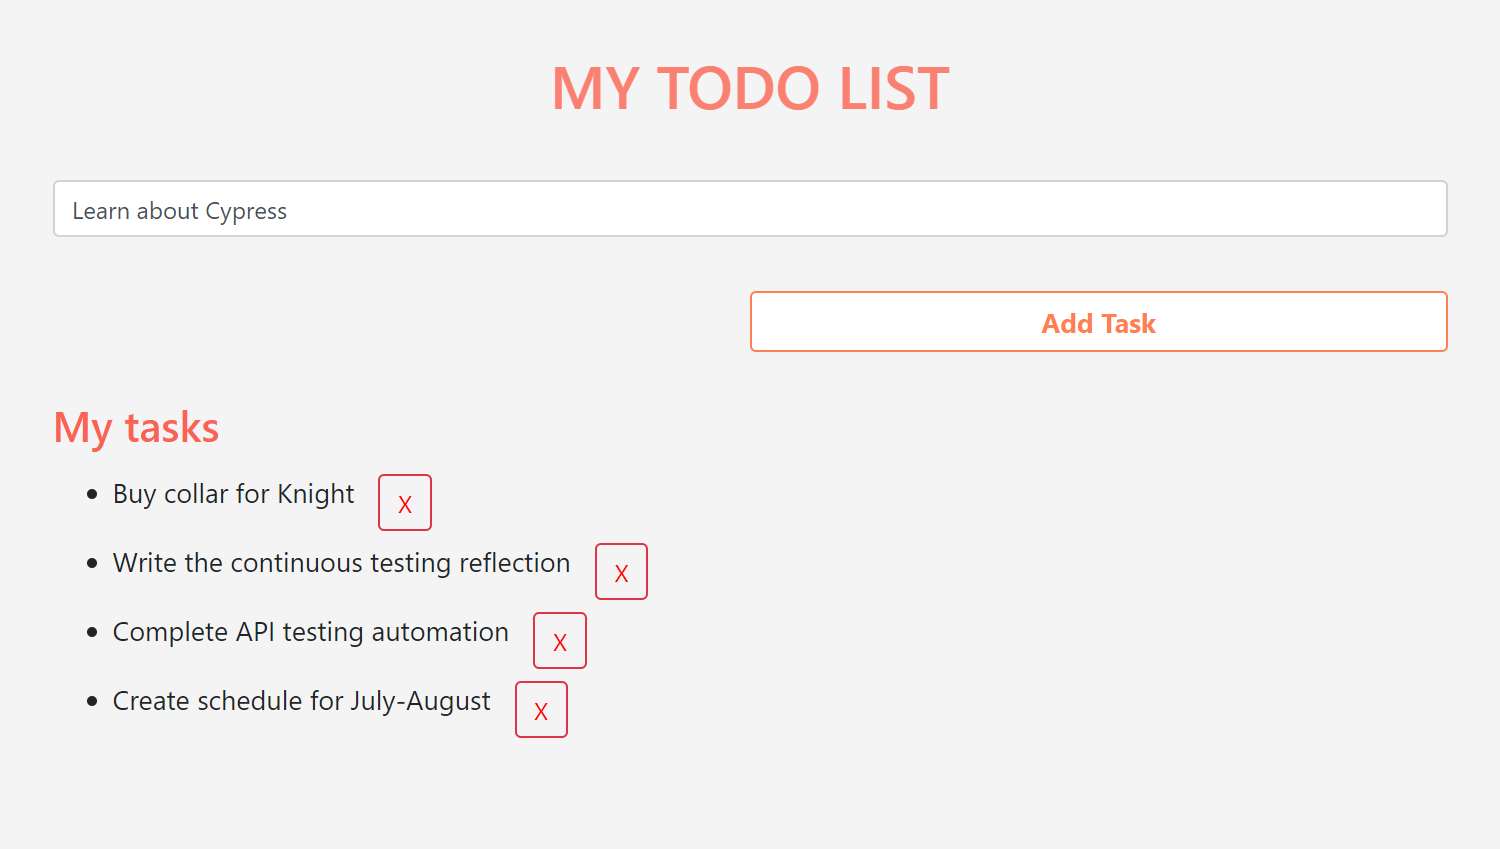 MY TODO LIST
Learn about Cypress
Add Task
My tasks
Buy collar for Knight X
Write the continuous testing reflection X
Complete API testing automation X
Create schedule for July-August X